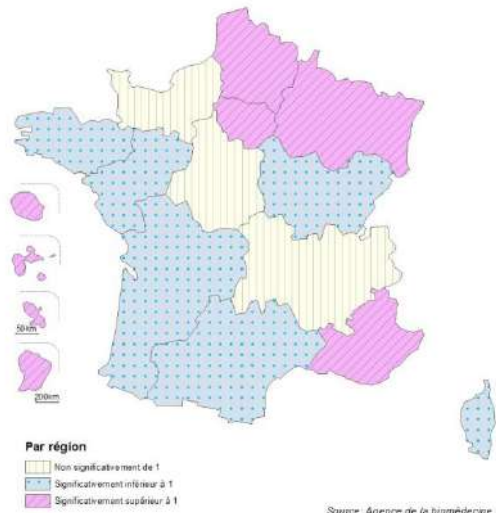 50km
200km
Par région
Non significativement de 1
Significativement inférieur à 1
Significativement supérieur à 1
Source: Agence de la biomédecine